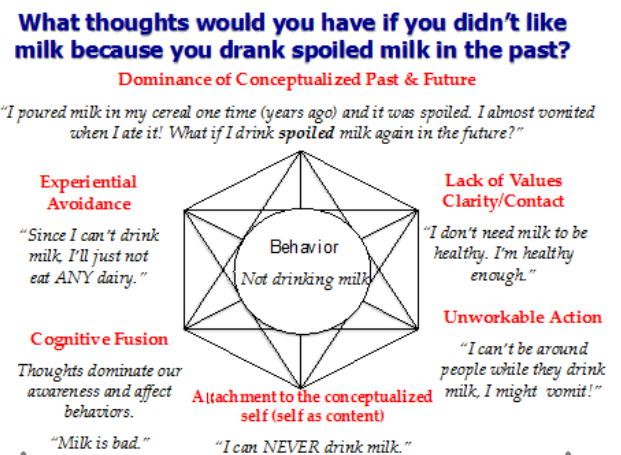 What thoughts would you have if you didn't like
milk because you drank spoiled milk in the past?
Dominance of Conceptualized Past & Future
"I poured milk in my cereal one time (years ago) and it was spoiled. I almost vomited
when I ate it! What if I drink spoiled milk again in the future?"
Experiential
Avoidance
"Since I can't drink
milk, I'll just not
eat ANY dairy."
Lack of Values
Clarity/Contact
"I don't need milk to be
healthy. I'm healthy
enough."
Behavior
Not drinking milk
Cognitive Fusion
Thoughts dominate our
awareness and affect
behaviors.
"Milk is bad."
Unworkable Action
"I can't be around
people while they drink
milk, I might vomit!"
Attachment to the conceptualized
self (self as content)
"I can NEVER drink milk."